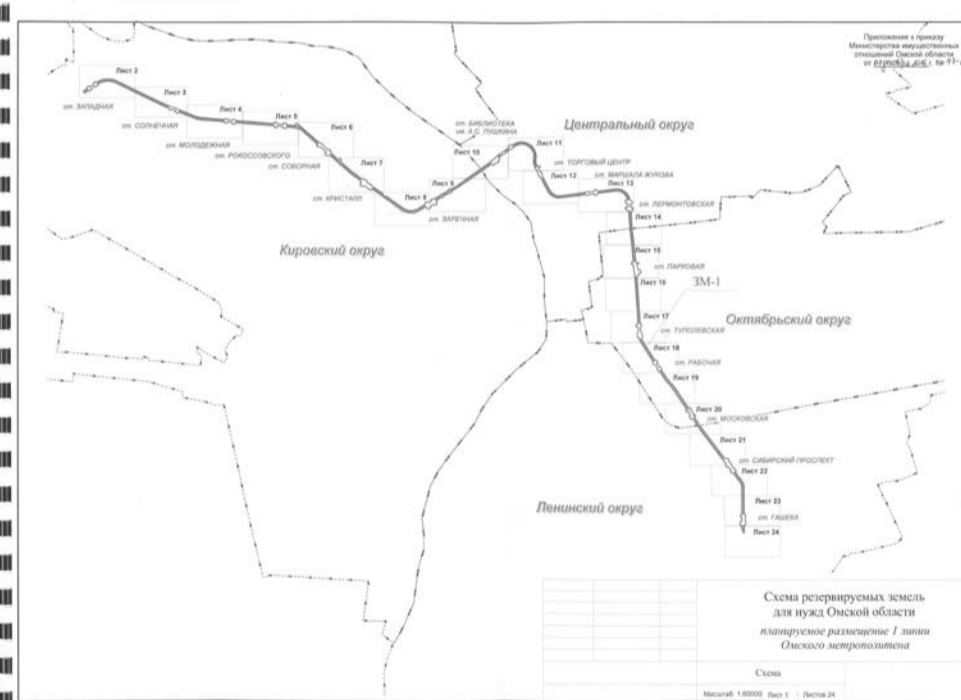 Приложение к приказу
Министерства имущественных
отношений Омской области
от г. №
Лист 2
ст. ЗАПАДНАЯ
Лист 3
ст. СОЛНЕЧНАЯ
Лист 4
ст. МОЛОДЕЖНАЯ
Лист 5
ст. РОКОССОВСКОГО
Лист 6
ст. СОБОРНАЯ
Лист 7
ст. КРИСТАЛЛ
Лист 8
Лист 9
ст. ЗАРЕЧНАЯ
Лист 10
ст. БИБЛИОТЕКА
им. А.С. ПУШКИНА
Лист 11
Центральный округ
ст. ТОРГОВЫЙ ЦЕНТР
Лист 12
ст. МАРШАЛА ЖУКОВА
Лист 13
ст. ЛЕРМОНТОВСКАЯ
Лист 14
Кировский округ
Лист 15
ст. ПАРКОВАЯ
Лист 16
ЗМ-1
Лист 17
Октябрьский округ
ст. ТУПОЛЕВСКАЯ
Лист 18
ст. РАБОЧАЯ
Лист 19
Лист 20
ст. МОСКОВСКАЯ
Лист 21
ст. СИБИРСКИЙ ПРОСПЕКТ
Лист 22
Ленинский округ
Лист 23
ст. ГАШЕКА
Лист 24
Схема резервируемых земель
для нужд Омской области
планируемое размещение 1 линии
Омского метрополитена
Схема
Масштаб 1:60000 Лист 1 Листов 24